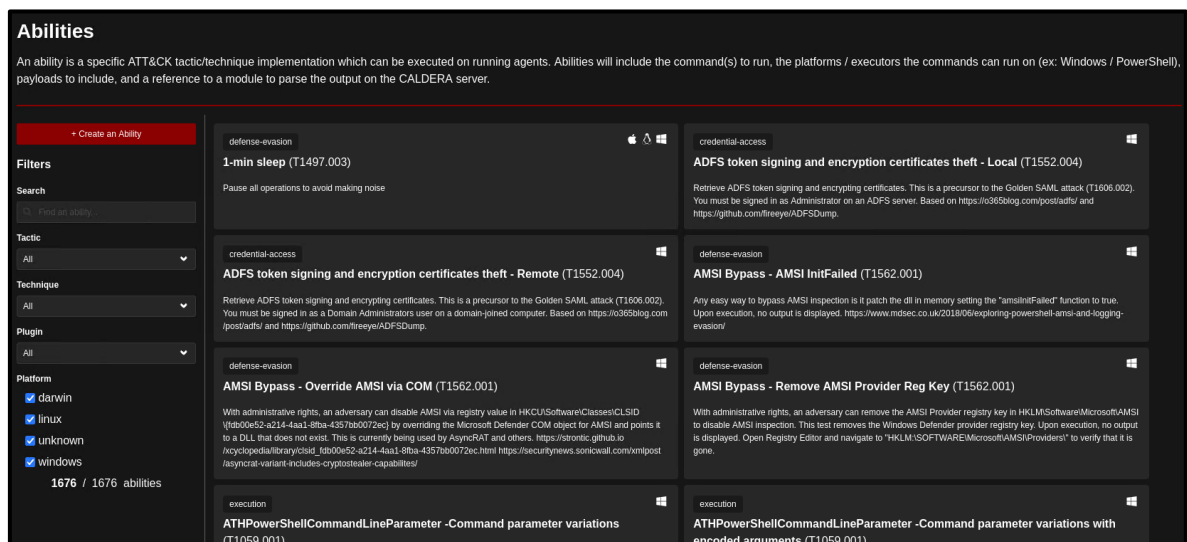 Abilities
An ability is a specific ATT&CK tactic/technique implementation which can be executed on running agents. Abilities will include the command(s) to run, the platforms / executors the commands can run on (ex: Windows / PowerShell),
payloads to include, and a reference to a module to parse the output on the CALDERA server.
+ Create an Ability
Filters
Search
Find an ability...
Tactic
All
Technique
All
Plugin
All
Platform
darwin
linux
unknown
windows
1676 / 1676 abilities
defense-evasion
1-min sleep (T1497.003)
Pause all operations to avoid making noise
credential-access
ADFS token signing and encryption certificates theft - Local (T1552.004)
Retrieve ADFS token signing and encrypting certificates. This is a precursor to the Golden SAML attack (T1606.002).
You must be signed in as Administrator on an ADFS server. Based on https://o365blog.com/post/adfs/ and
https://github.com/fireeye/ADFSDump.
credential-access
ADFS token signing and encryption certificates theft - Remote (T1552.004)
Retrieve ADFS token signing and encrypting certificates. This is a precursor to the Golden SAML attack (T1606.002).
You must be signed in as a Domain Administrators user on a domain-joined computer. Based on https://o365blog.com
/post/adfs/ and https://github.com/fireeye/ADFSDump.
defense-evasion
AMSI Bypass - AMSI InitFailed (T1562.001)
Any easy way to bypass AMSI inspection is it patch the dll in memory setting the "amsiInitFailed" function to true.
Upon execution, no output is displayed. https://www.mdsec.co.uk/2018/06/exploring-powershell-amsi-and-logging-
evasion/
defense-evasion
AMSI Bypass - Override AMSI via COM (T1562.001)
With administrative rights, an adversary can disable AMSI via registry value in HKCU\Software\Classes\CLSID
\{fdb00e52-a214-4aa1-8fba-4357bb0072ec} by overriding the Microsoft Defender COM object for AMSI and points it
to a DLL that does not exist. This is currently being used by AsyncRAT and others. https://strontic.github.io
/xcyclopedia/library/clsid_fdb00e52-a214-4aa1-8fba-4357bb0072ec.html https://securitynews.sonicwall.com/xmlpost
/asyncrat-variant-includes-cryptostealer-capabilites/
defense-evasion
AMSI Bypass - Remove AMSI Provider Reg Key (T1562.001)
With administrative rights, an adversary can remove the AMSI Provider registry key in HKLM\Software\Microsoft\AMSI
to disable AMSI inspection. This test removes the Windows Defender provider registry key. Upon execution, no output
is displayed. Open Registry Editor and navigate to "HKLM:\SOFTWARE\Microsoft\AMSI\Providers\" to verify that it is
gone.
execution
ATHPowerShellCommandLineParameter -Command parameter variations
(T1059.001)
execution
ATHPowerShellCommandLineParameter -Command parameter variations with
encoded arguments (T1059.001)